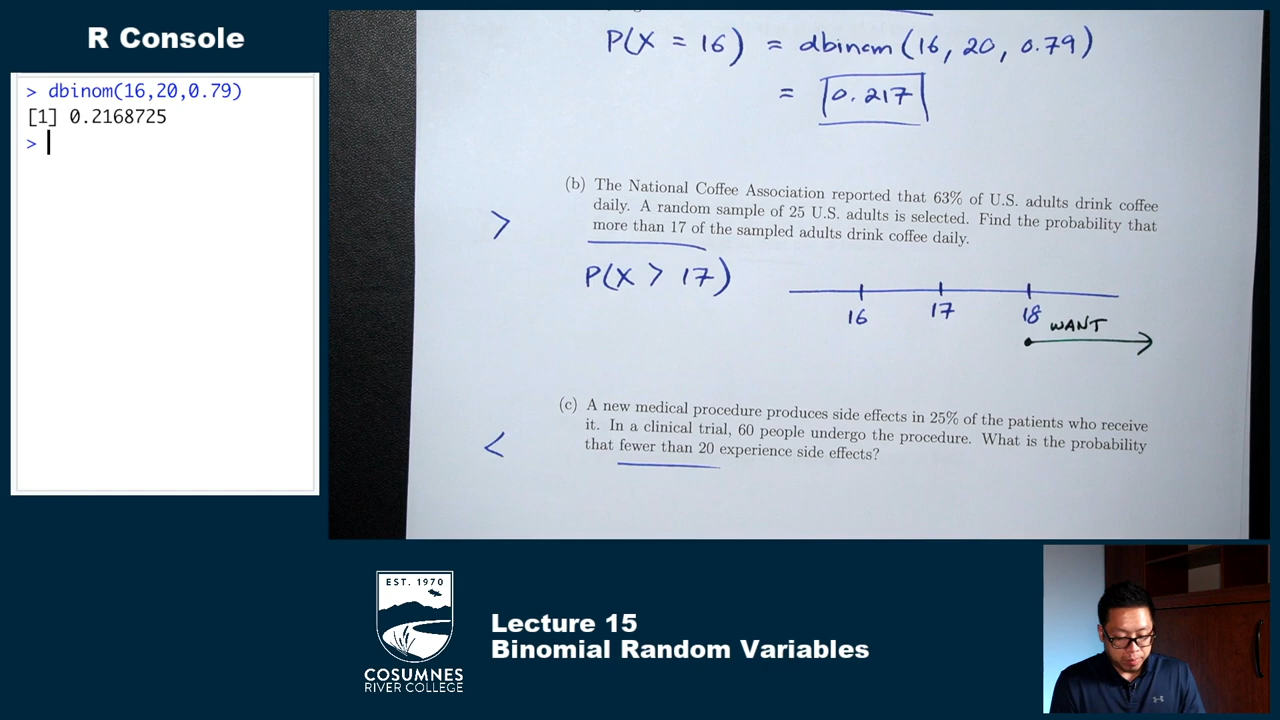 R Console
> dbinom(16,20,0.79)
[1] 0.2168725
>
P(X = 16) = dbinom(16, 20, 0.79)
= 0.217
(b) The National Coffee Association reported that 63% of U.S. adults drink coffee
daily. A random sample of 25 U.S. adults is selected. Find the probability that
more than 17 of the sampled adults drink coffee daily.
>
P(X > 17)
16 17 18
WANT
(c) A new medical procedure produces side effects in 25% of the patients who receive
it. In a clinical trial, 60 people undergo the procedure. What is the probability
that fewer than 20 experience side effects?
<
EST. 1970
COSUMNES
RIVER COLLEGE
Lecture 15
Binomial Random Variables